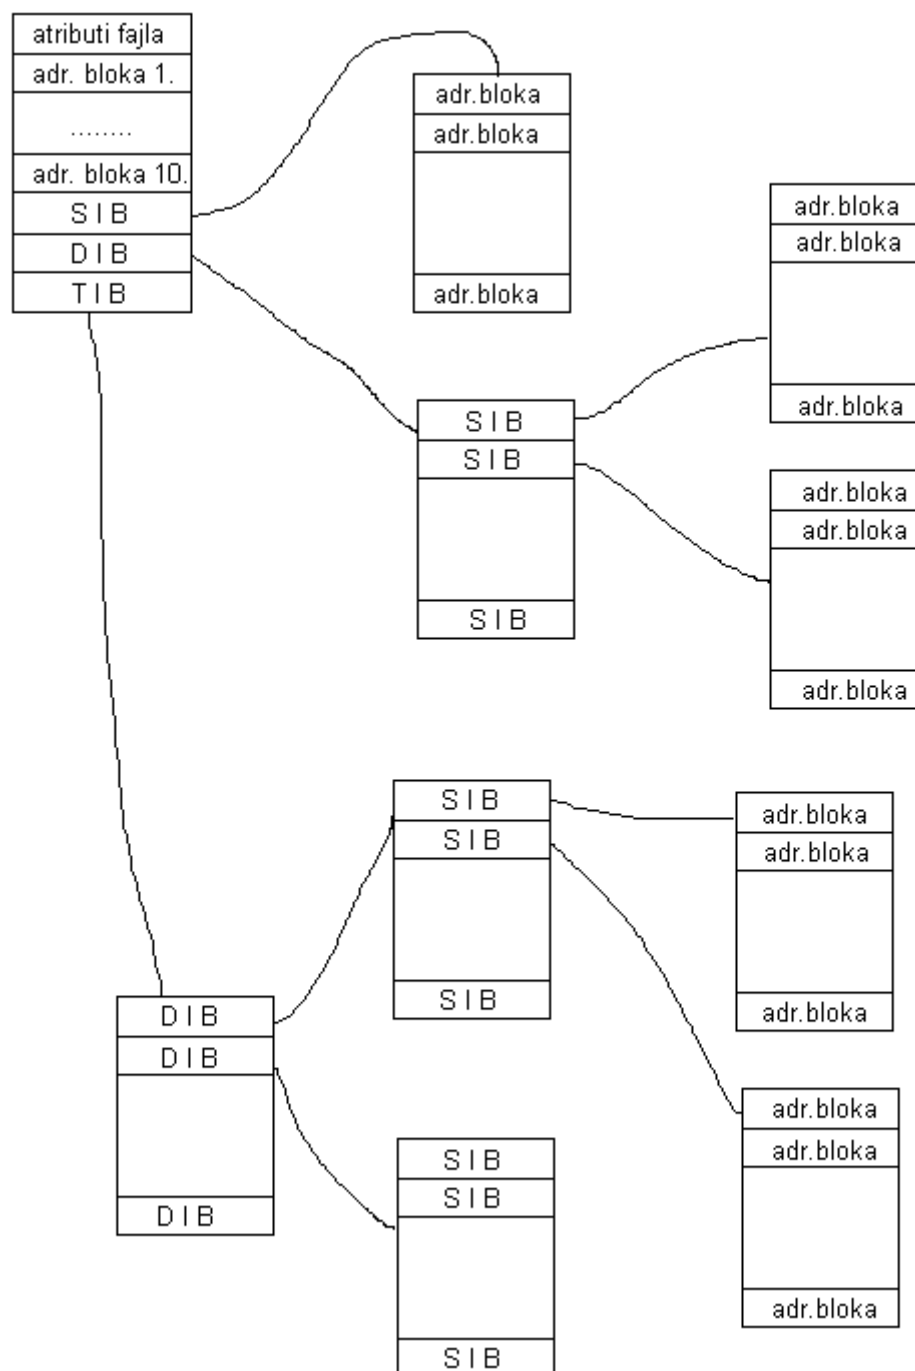 atributi fajla
adr. bloka 1.
........
adr. bloka 10.
S I B
D I B
T I B
adr.bloka
adr.bloka
adr.bloka
adr.bloka
adr.bloka
adr.bloka
S I B
S I B
S I B
adr.bloka
adr.bloka
adr.bloka
S I B
S I B
S I B
adr.bloka
adr.bloka
adr.bloka
D I B
D I B
D I B
S I B
S I B
S I B
adr.bloka
adr.bloka
adr.bloka